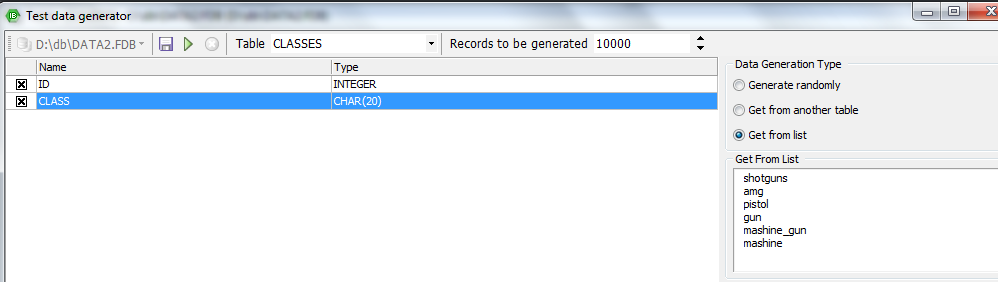 Test data generator
D:\db\DATA2.FDB Table CLASSES Records to be generated 10000
Name Type
ID INTEGER
CLASS CHAR(20)
Data Generation Type
Generate randomly
Get from another table
Get from list
Get From List
shotguns
amg
pistol
gun
mashine_gun
mashine